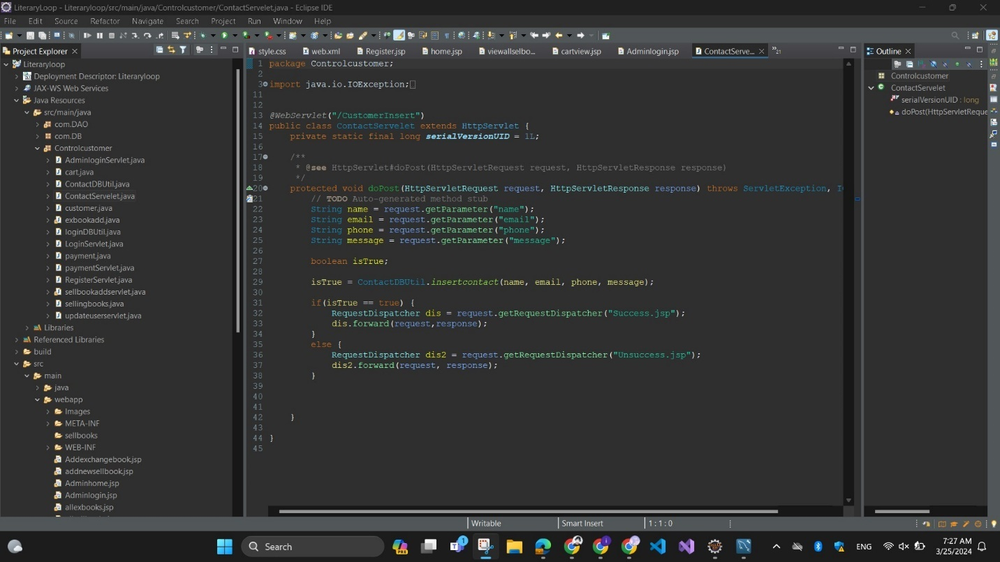 LiteraryLoop - Literaryloop/src/main/java/Controlcustomer/ContactServelet.java - Eclipse IDE
File Edit Source Refactor Navigate Search Project Run Window Help
Project Explorer
Literaryloop
Deployment Descriptor: Literaryloop
JAX-WS Web Services
Java Resources
src/main/java
com.DAO
com.DB
Controlcustomer
AdminloginServlet.java
cart.java
ContactDBUtil.java
ContactServelet.java
customer.java
exbookadd.java
loginDBUtil.java
LoginServlet.java
payment.java
paymentServlet.java
RegisterServlet.java
sellbookaddservlet.java
sellingbooks.java
updateuserservlet.java
Libraries
Referenced Libraries
build
src
main
java
webapp
Images
META-INF
sellbooks
WEB-INF
Addexchangebook.jsp
addnewsellbook.jsp
Adminhome.jsp
Adminlogin.jsp
allexbooks.jsp
style.css web.xml Register.jsp home.jsp viewallselbo... cartview.jsp Adminlogin.jsp ContactServe... »21
1 package Controlcustomer;
2
3 import java.io.IOException;
11
12
13 @WebServlet("/CustomerInsert")
14 public class ContactServelet extends HttpServlet {
15 private static final long serialVersionUID = 1L;
16
17 /**
18 * @see HttpServlet#doPost(HttpServletRequest request, HttpServletResponse response)
19 */
20 protected void doPost(HttpServletRequest request, HttpServletResponse response) throws ServletException, I
21 // TODO Auto-generated method stub
22 String name = request.getParameter("name");
23 String email = request.getParameter("email");
24 String phone = request.getParameter("phone");
25 String message = request.getParameter("message");
26
27 boolean isTrue;
28
29 isTrue = ContactDBUtil.insertcontact(name, email, phone, message);
30
31 if(isTrue == true) {
32 RequestDispatcher dis = request.getRequestDispatcher("Success.jsp");
33 dis.forward(request,response);
34 }
35 else {
36 RequestDispatcher dis2 = request.getRequestDispatcher("Unsuccess.jsp");
37 dis2.forward(request, response);
38 }
39
40
41
42 }
43
44 }
45
Outline
Controlcustomer
ContactServelet
serialVersionUID : long
doPost(HttpServletReque
Writable Smart Insert 1 : 1 : 0
Search
PRE
1
ENG
7:27 AM
3/25/2024